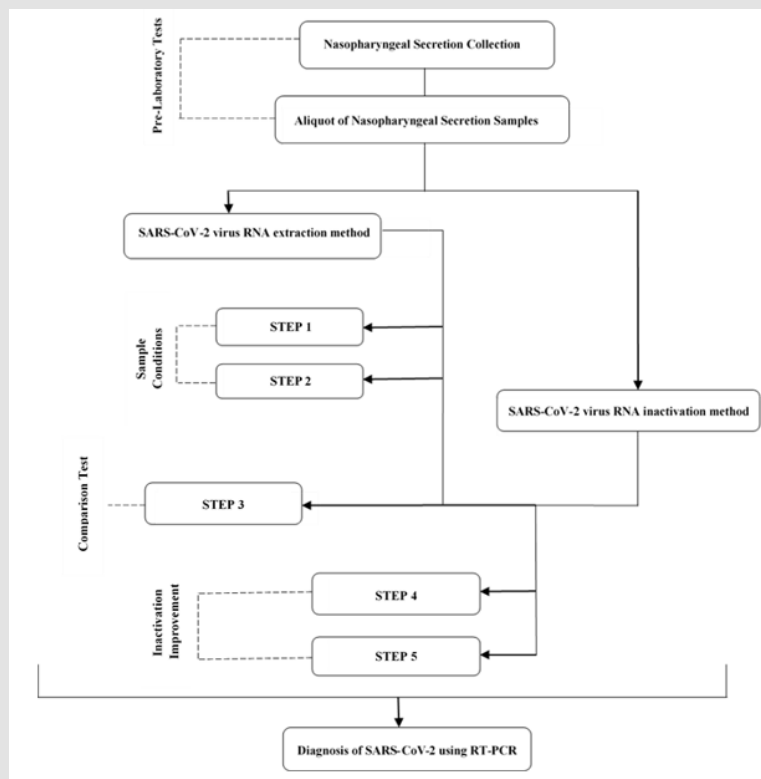 Pre-Laboratory Tests
Nasopharyngeal Secretion Collection
Aliquot of Nasopharyngeal Secretion Samples
SARS-CoV-2 virus RNA extraction method
Sample
Conditions
STEP 1
STEP 2
SARS-CoV-2 virus RNA inactivation method
Comparison Test
STEP 3
Inactivation
Improvement
STEP 4
STEP 5
Diagnosis of SARS-CoV-2 using RT-PCR